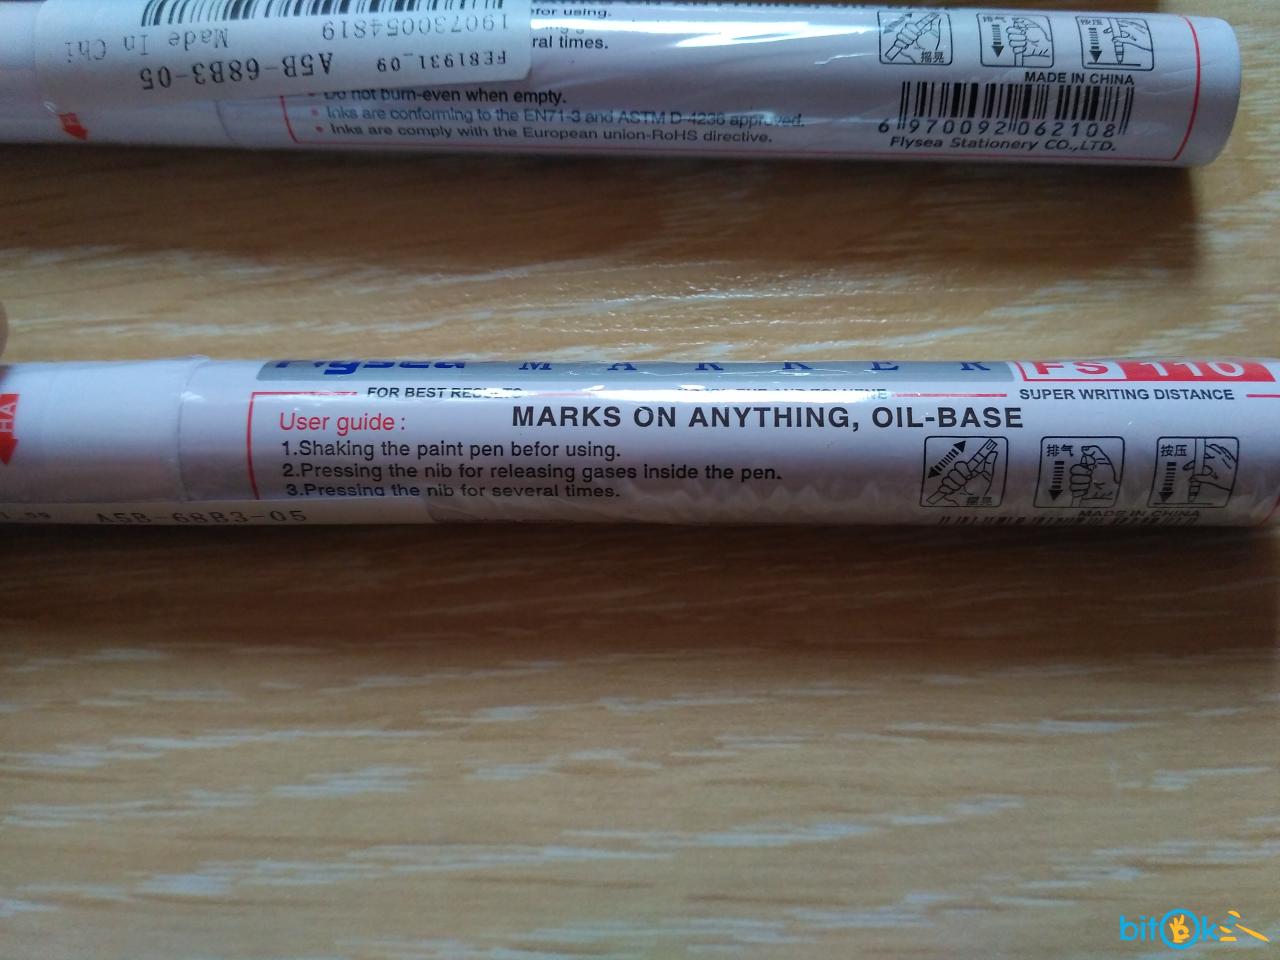 190730054819
Made In Chi
FE81931_09
A5B-68B3-05
for using.
ral times.
Do not burn-even when empty.
• Inks are conforming to the EN71-3 and ASTM D-4236 approved.
• Inks are comply with the European union-RoHS directive.
摇晃
排气
按压
MADE IN CHINA
6 970092 062108
Flysea Stationery CO.,LTD.
Flysea MARKER FS 110
FOR BEST RESULTS
SUPER WRITING DISTANCE
HA
User guide :
MARKS ON ANYTHING, OIL-BASE
1.Shaking the paint pen befor using.
2.Pressing the nib for releasing gases inside the pen.
3.Pressing the nib for several times.
摇晃
排气
按压
MADE IN CHINA
A5B-68B3-05
bitOk